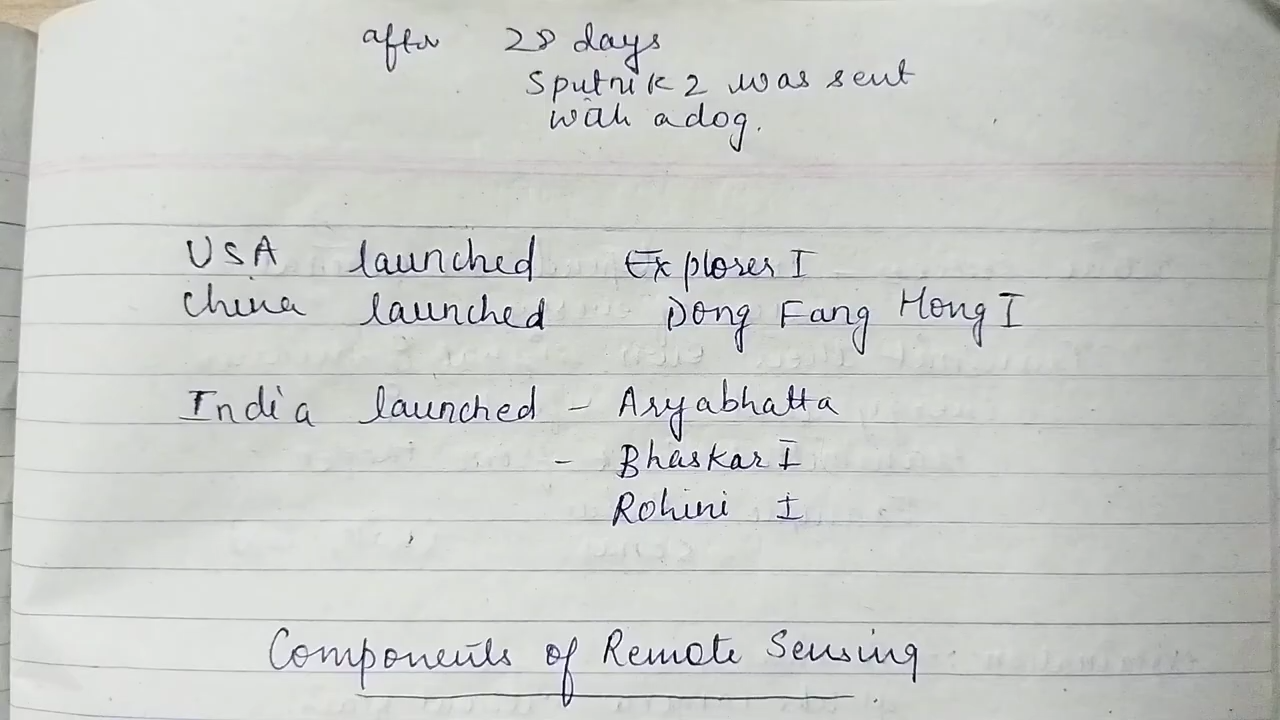 after 28 days
Sputnik 2 was sent
with a dog.
USA launched Explorer I
China launched Dong Fang Hong I
India launched - Aryabhatta
- Bhaskar I
Rohini I
Components of Remote Sensing